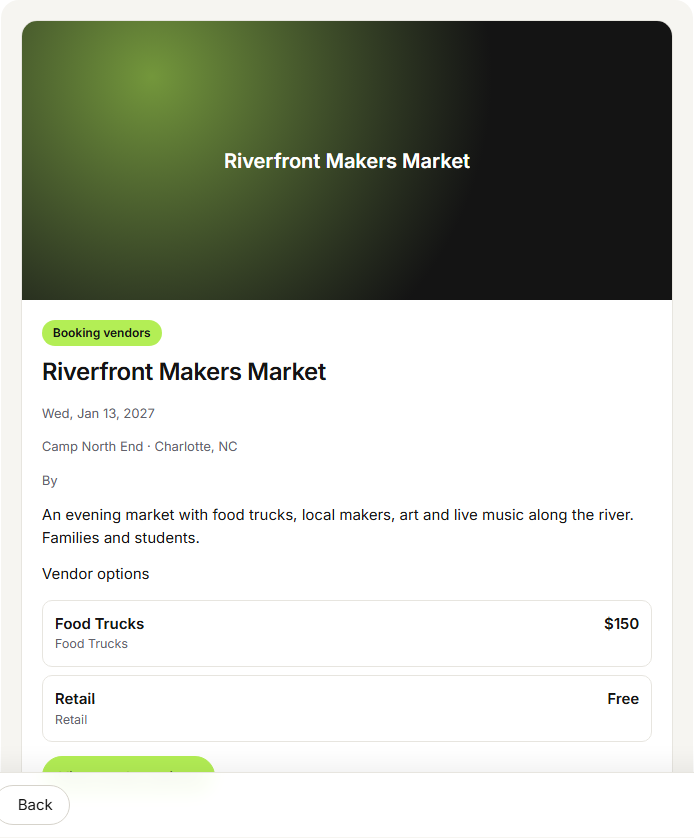 Riverfront Makers Market
Booking vendors
Riverfront Makers Market
Wed, Jan 13, 2027
Camp North End · Charlotte, NC
By
An evening market with food trucks, local makers, art and live music along the river.
Families and students.
Vendor options
Food Trucks
$150
Food Trucks
Retail
Free
Retail
Back